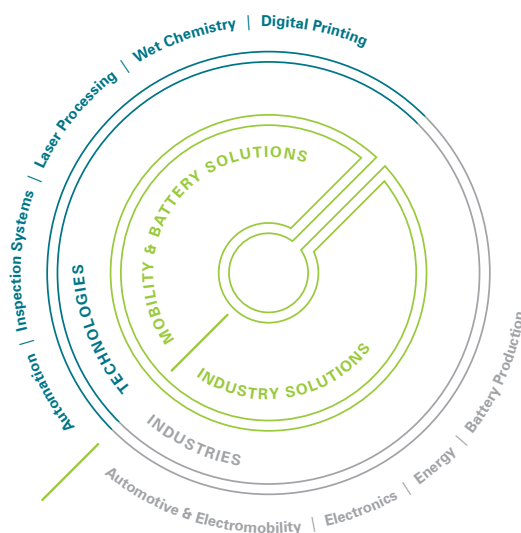 Automation | Inspection Systems | Laser Processing | Wet Chemistry | Digital Printing
TECHNOLOGIES
MOBILITY & BATTERY SOLUTIONS
INDUSTRY SOLUTIONS
INDUSTRIES
Automotive & Electromobility | Electronics | Energy | Battery Production